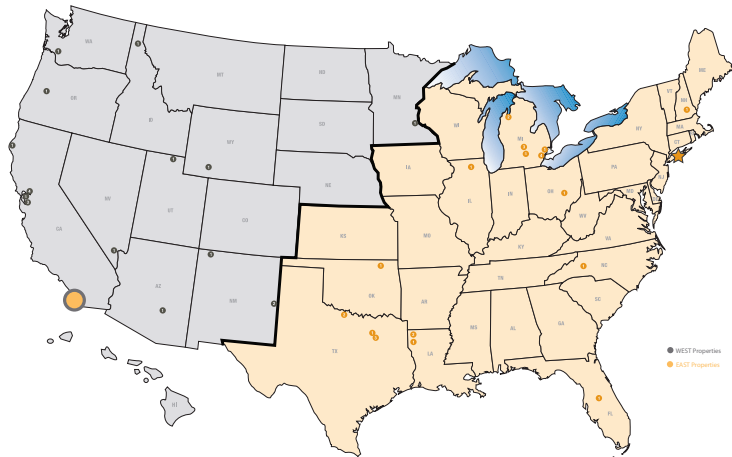 WA
MT
ND
MN
OR
ID
WY
SD
WI
MI
NY
VT
NH
ME
MA
CT
NV
UT
CO
NE
IA
IL
IN
OH
PA
NJ
MD
WV
VA
CA
KS
MO
KY
AZ
NM
OK
AR
TN
NC
SC
TX
LA
MS
AL
GA
FL
HI
WEST Properties
EAST Properties